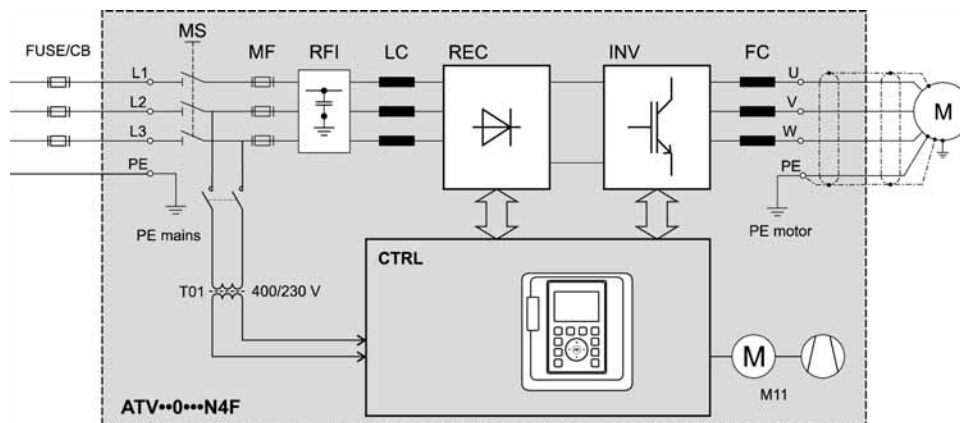 FUSE/CB
MS
MF
RFI
LC
REC
INV
FC
L1
L2
L3
PE
U
V
W
PE
M
PE mains
PE motor
T01
400/230 V
CTRL
M
M11
ATV••0•••N4F